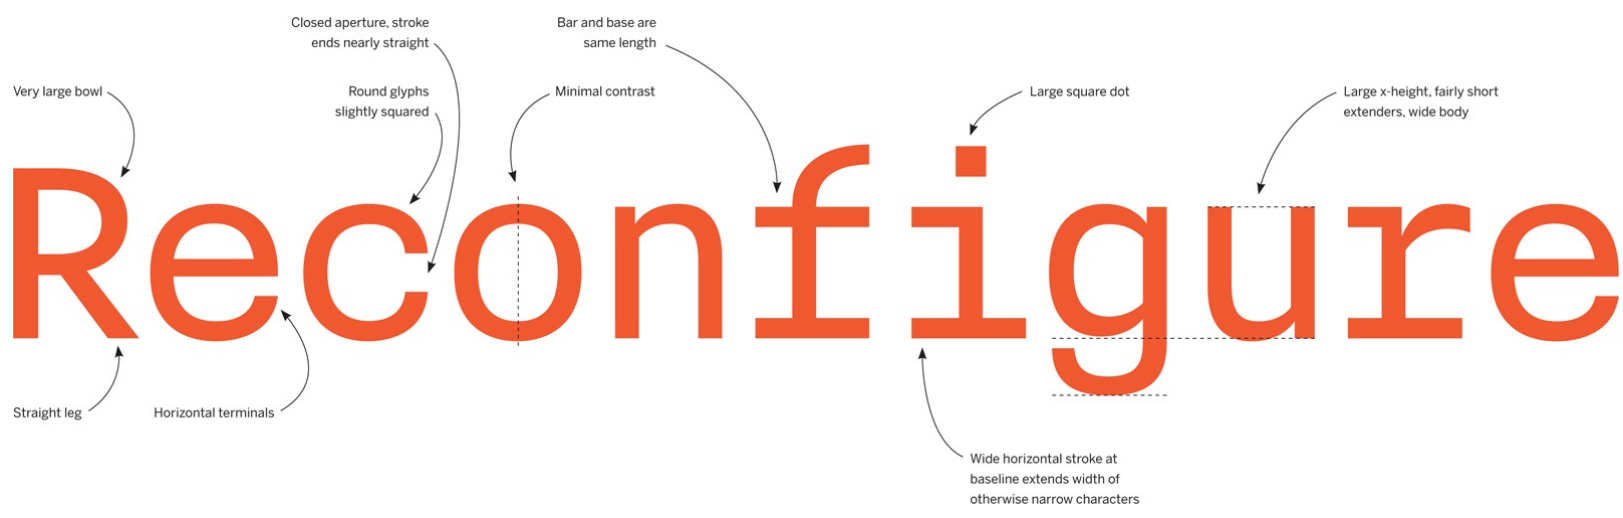 Closed aperture, stroke
ends nearly straight
Bar and base are
same length
Very large bowl
Round glyphs
slightly squared
Minimal contrast
Large square dot
Large x-height, fairly short
extenders, wide body
Reconfigure
Straight leg
Horizontal terminals
Wide horizontal stroke at
baseline extends width of
otherwise narrow characters